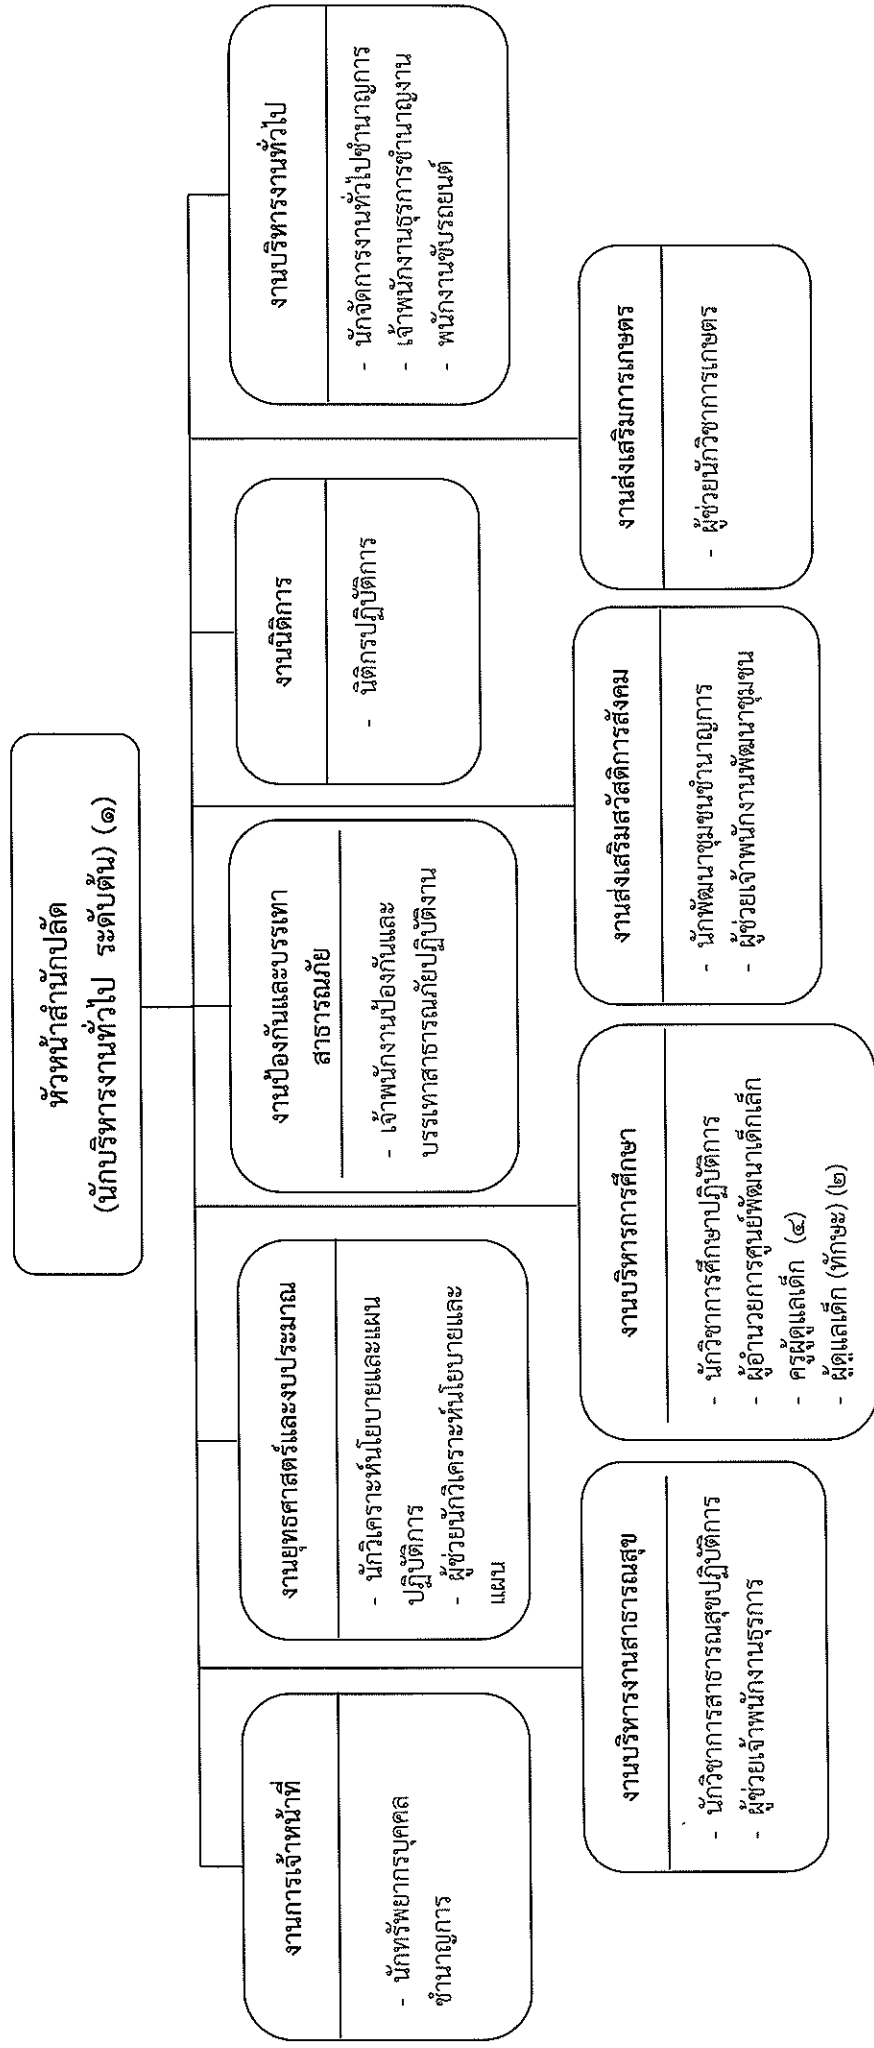 หัวหน้าสำนักปลัด
(นักบริหารงานทั่วไป ระดับต้น) (๑)
งานการเจ้าหน้าที่
- นักทรัพยากรบุคคล
ชำนาญการ
งานยุทธศาสตร์และงบประมาณ
- นักวิเคราะห์นโยบายและแผน
ปฏิบัติการ
- ผู้ช่วยนักวิเคราะห์นโยบายและ
แผน
งานป้องกันและบรรเทา
สาธารณภัย
- เจ้าพนักงานป้องกันและ
บรรเทาสาธารณภัยปฏิบัติงาน
งานนิติการ
- นิติกรปฏิบัติการ
งานบริหารงานทั่วไป
- นักจัดการงานทั่วไปชำนาญการ
- เจ้าพนักงานธุรการชำนาญงาน
- พนักงานขับรถยนต์
งานบริหารงานสาธารณสุข
- นักวิชาการสาธารณสุขปฏิบัติการ
- ผู้ช่วยเจ้าพนักงานธุรการ
งานบริหารการศึกษา
- นักวิชาการศึกษาปฏิบัติการ
- ผู้อำนวยการศูนย์พัฒนาเด็กเล็ก
- ครูผู้ดูแลเด็ก (๔)
- ผู้ดูแลเด็ก (ทักษะ) (๒)
งานส่งเสริมสวัสดิการสังคม
- นักพัฒนาชุมชนชำนาญการ
- ผู้ช่วยเจ้าพนักงานพัฒนาชุมชน
งานส่งเสริมการเกษตร
- ผู้ช่วยนักวิชาการเกษตร